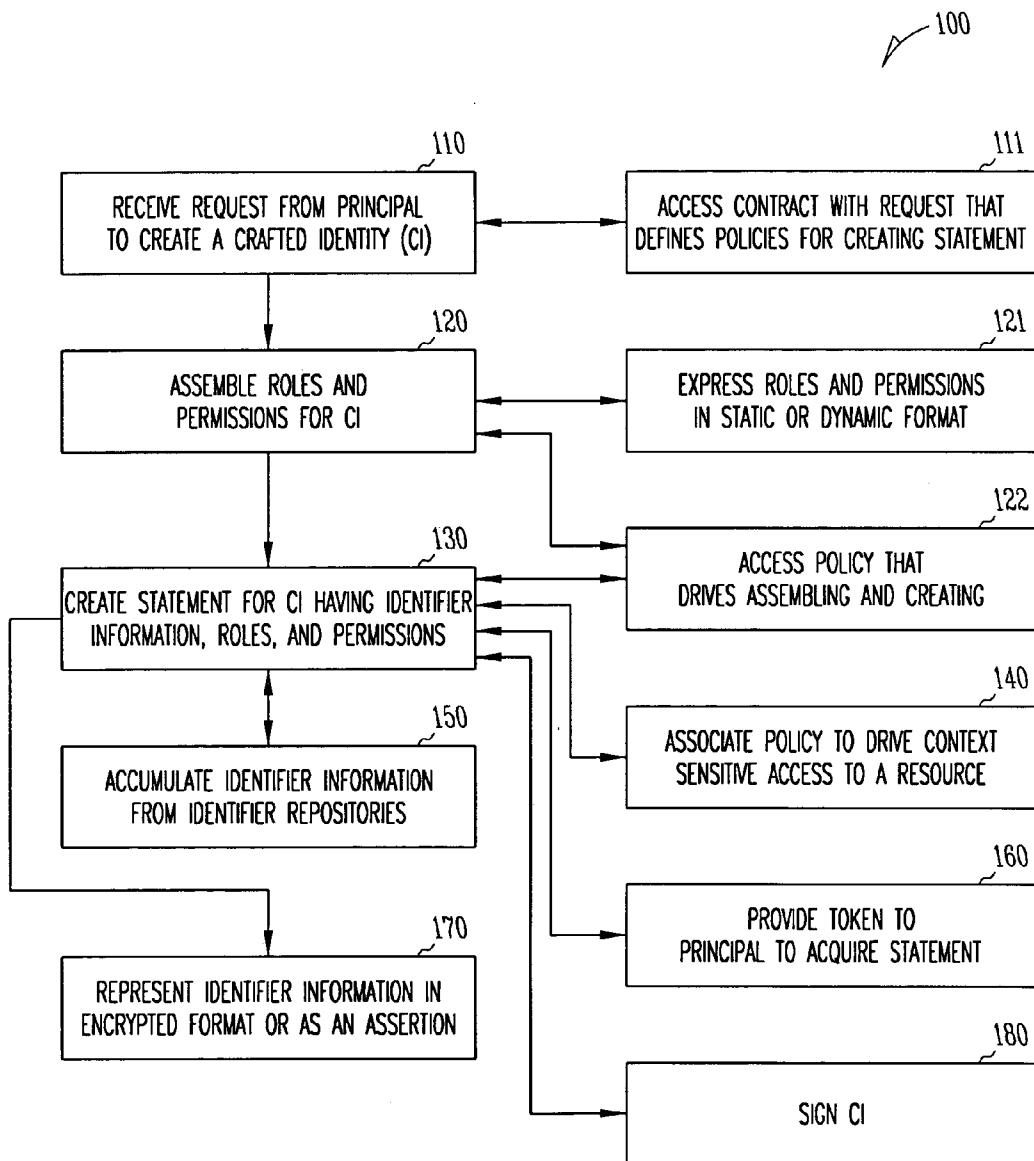 100
110
RECEIVE REQUEST FROM PRINCIPAL
TO CREATE A CRAFTED IDENTITY (CI)
111
ACCESS CONTRACT WITH REQUEST THAT
DEFINES POLICIES FOR CREATING STATEMENT
120
ASSEMBLE ROLES AND
PERMISSIONS FOR CI
121
EXPRESS ROLES AND PERMISSIONS
IN STATIC OR DYNAMIC FORMAT
122
ACCESS POLICY THAT
DRIVES ASSEMBLING AND CREATING
130
CREATE STATEMENT FOR CI HAVING IDENTIFIER
INFORMATION, ROLES, AND PERMISSIONS
140
ASSOCIATE POLICY TO DRIVE CONTEXT
SENSITIVE ACCESS TO A RESOURCE
150
ACCUMULATE IDENTIFIER INFORMATION
FROM IDENTIFIER REPOSITORIES
160
PROVIDE TOKEN TO
PRINCIPAL TO ACQUIRE STATEMENT
170
REPRESENT IDENTIFIER INFORMATION IN
ENCRYPTED FORMAT OR AS AN ASSERTION
180
SIGN CI